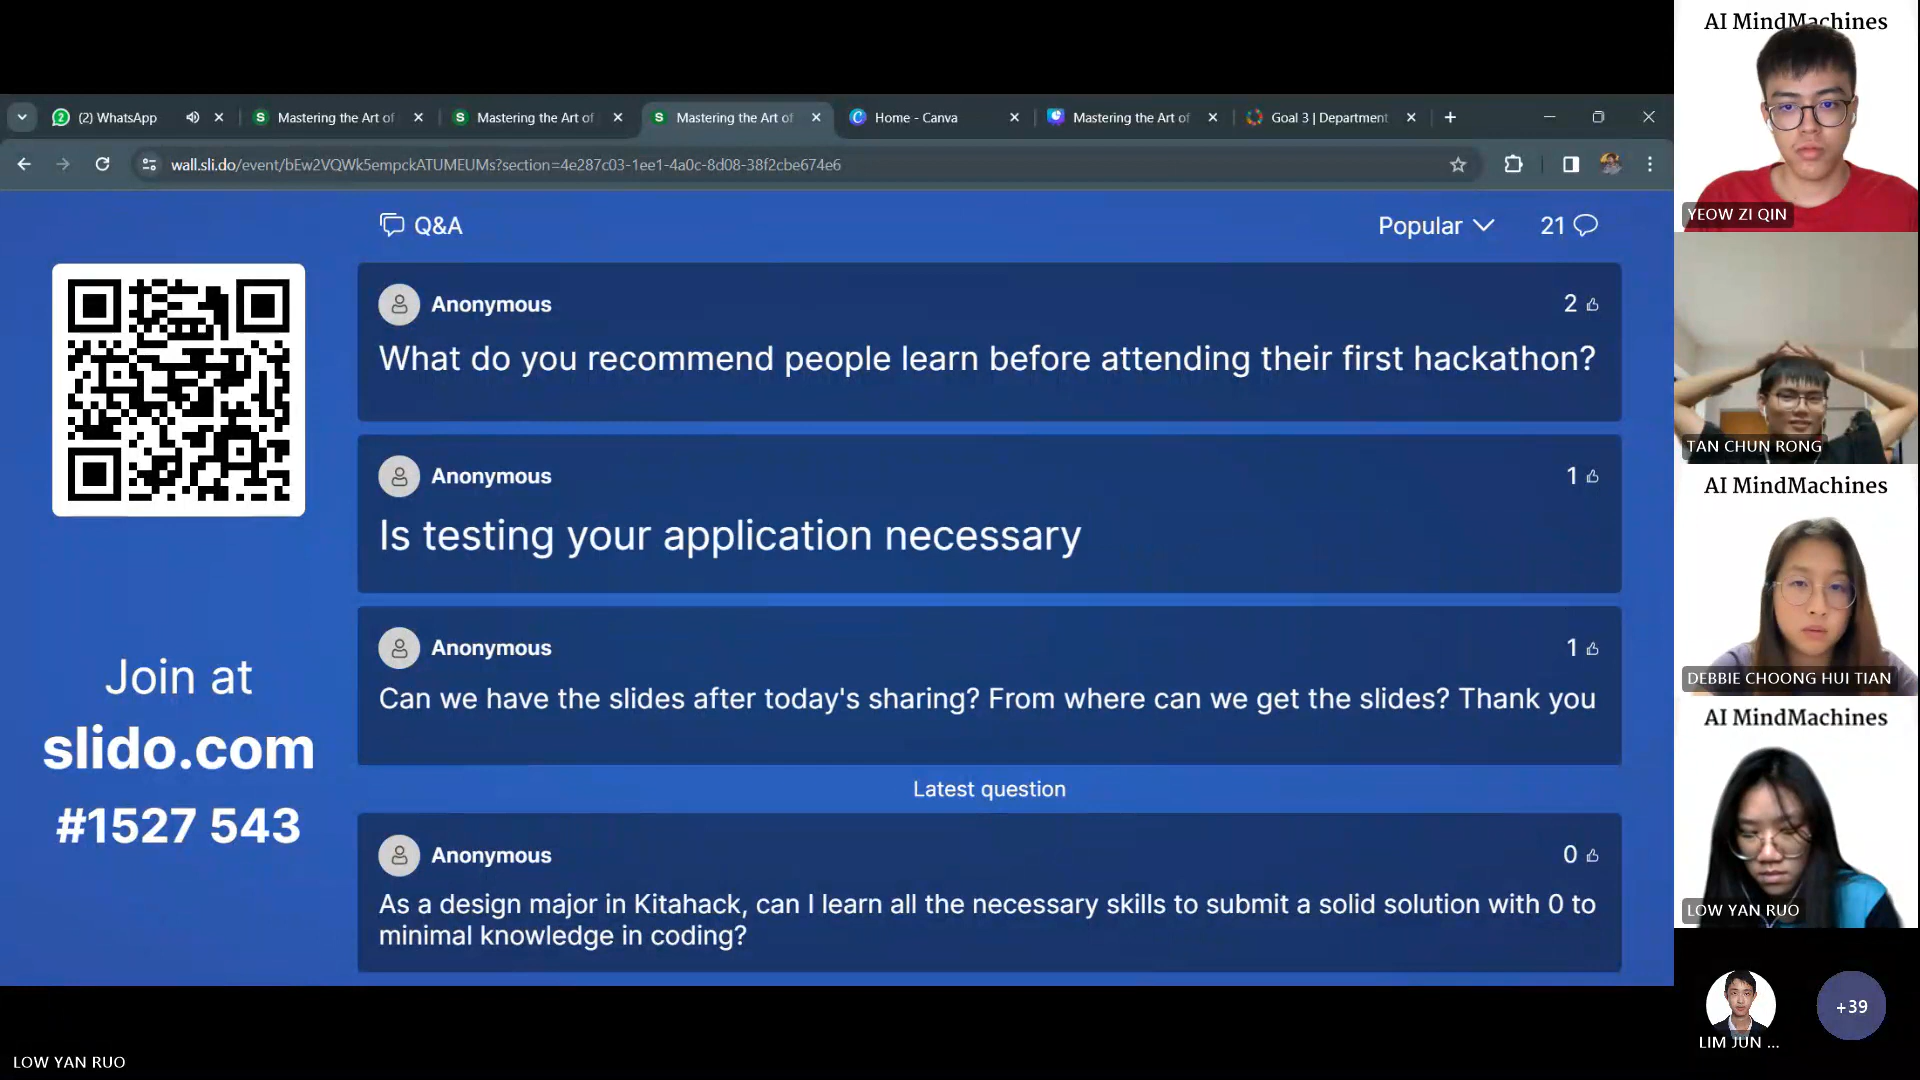 (2) WhatsApp
Mastering the Art of
Mastering the Art of
Mastering the Art of
Home - Canva
Mastering the Art of
Goal 3 | Department
wall.sli.do/event/bEw2VQWk5empckATUMEUMs?section=4e287c03-1ee1-4a0c-8d08-38f2cbe674e6
Q&A
Popular
21
Anonymous
2
What do you recommend people learn before attending their first hackathon?
Anonymous
1
Is testing your application necessary
Anonymous
1
Can we have the slides after today's sharing? From where can we get the slides? Thank you
Latest question
Anonymous
0
As a design major in Kitahack, can I learn all the necessary skills to submit a solid solution with 0 to
minimal knowledge in coding?
Join at
slido.com
#1527 543
AI MindMachines
YEOW ZI QIN
TAN CHUN RONG
AI MindMachines
DEBBIE CHOONG HUI TIAN
AI MindMachines
LOW YAN RUO
LIM JUN ...
+39
LOW YAN RUO